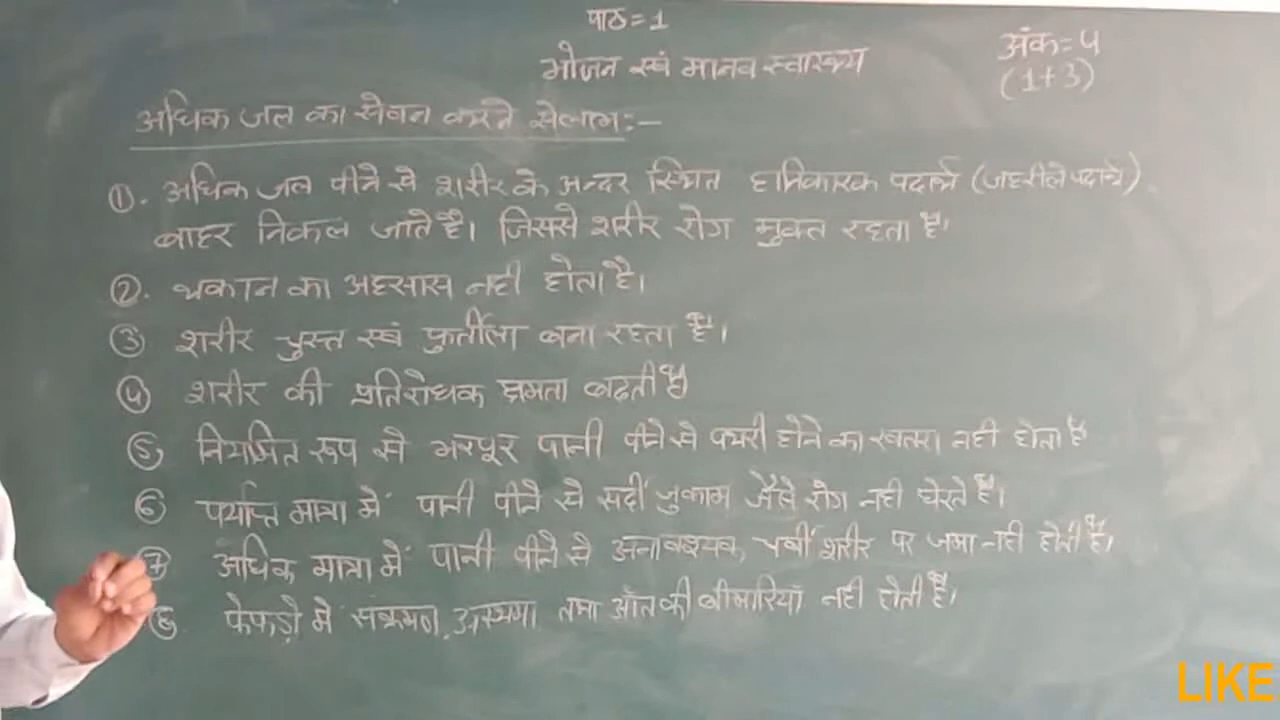 पाठ=1
भोजन एवं मानव स्वास्थ्य
अंक=4
(1+3)
अधिक जल का सेवन करने से लाभ:-
①. अधिक जल पीने से शरीर के अन्दर स्थित हानिकारक पदार्थ (जहरीले पदार्थ)
बाहर निकल जाते है। जिससे शरीर रोग मुक्त रहता है,
②. थकान का अहसास नही होता है।
③ शरीर चुस्त एवं फुर्तीला बना रहता है।
④ शरीर की प्रतिरोधक क्षमता बढती है
⑤ नियमित रूप से भरपूर पानी पीने से पथरी होने का खतरा नही होता है
⑥ पर्याप्त मात्रा में पानी पीने से सर्दी जुकाम जैसे रोग नही घेरते है।
⑦ अधिक मात्रा में पानी पीने से अनावश्यक चर्बी शरीर पर जमा नही होती है।
⑧ फेफड़ो में संक्रमण, अस्थमा तथा आँत की बीमारियाँ नही होती है,
LIKE